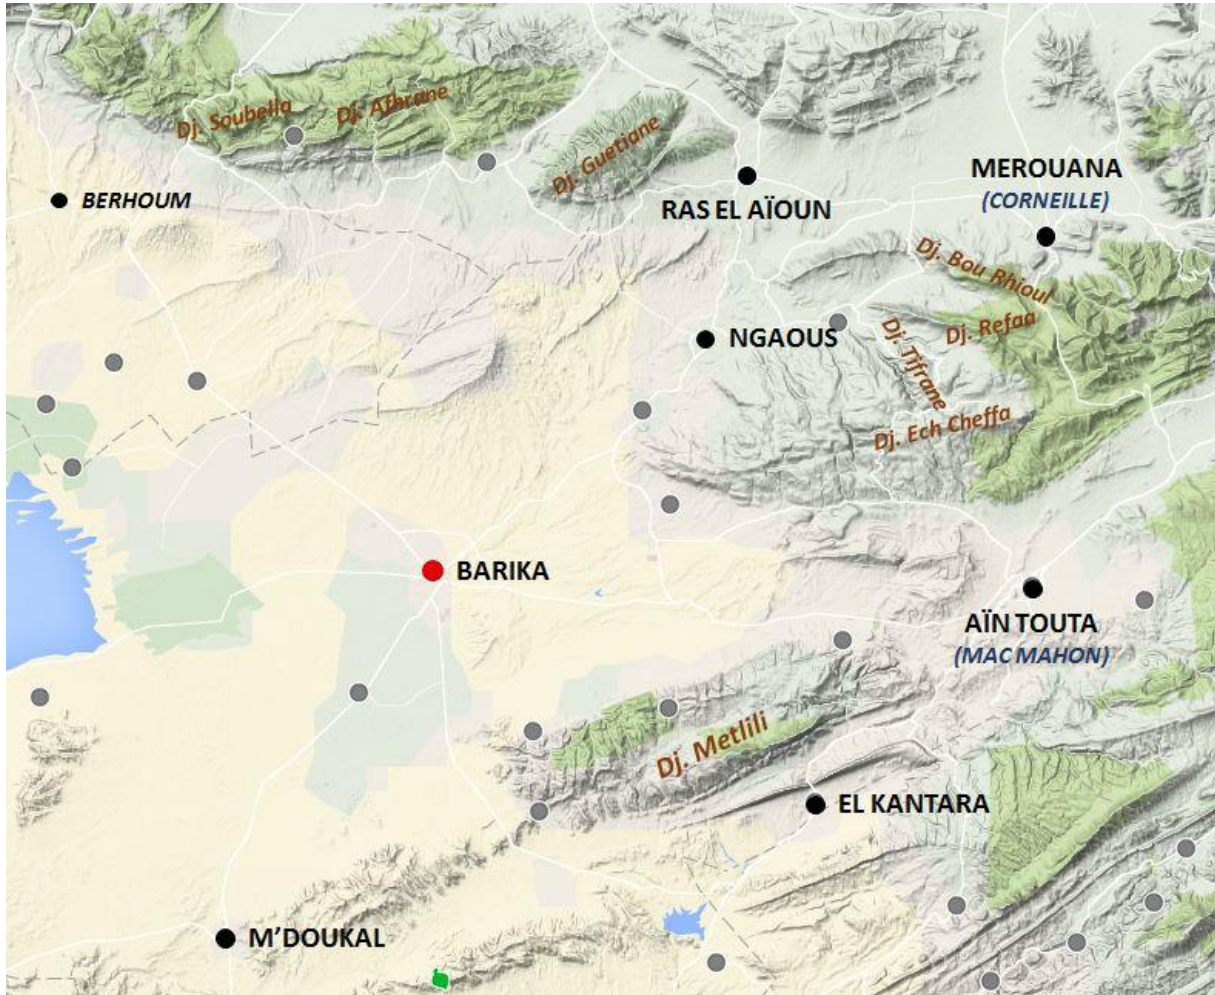 Dj. Soubella
Dj. Afhrane
Dj. Guetiane
BERHOUM
RAS EL AÏOUN
MEROUANA
(CORNEILLE)
Dj. Bou Rhioul
Dj. Refaa
NGAOUS
Dj. Tifrane
Dj. Ech Cheffa
BARIKA
AÏN TOUTA
(MAC MAHON)
Dj. Metlili
EL KANTARA
M'DOUKAL